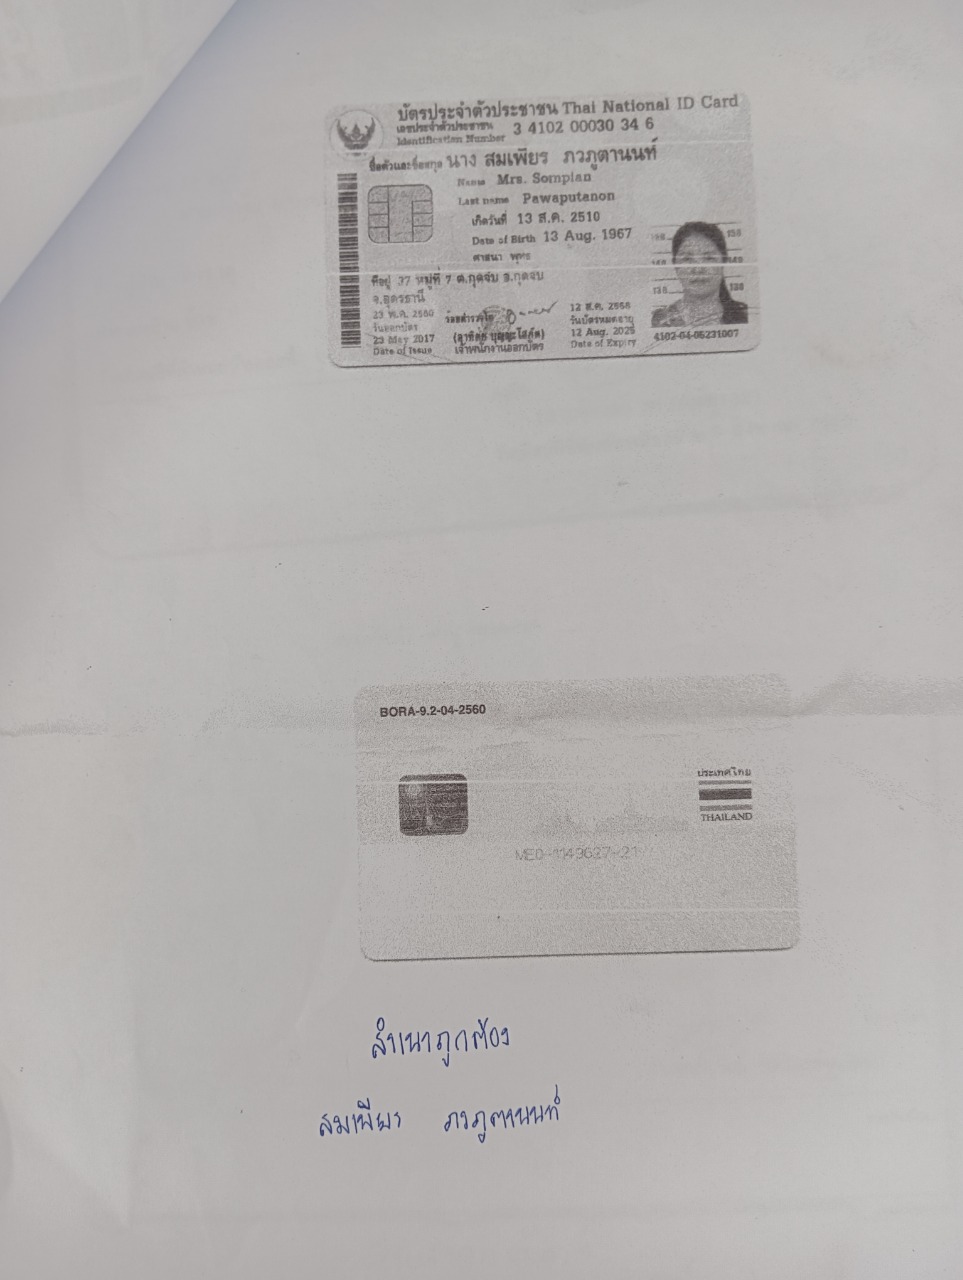 บัตรประจำตัวประชาชน Thai National ID Card
เลขประจำตัวประชาชน
Identification Number
3 4102 00030 34 6
ชื่อตัวและชื่อสกุล นาง สมเพียร ภวภูตานนท์
Name Mrs. Sompian
Last name Pawaputanon
เกิดวันที่ 13 ส.ค. 2510
Date of Birth 13 Aug. 1967
ศาสนา พุทธ
ที่อยู่ 37 หมู่ที่ 7 ต.กุดจับ อ.กุดจับ
จ.อุดรธานี
23 พ.ค. 2560
วันออกบัตร
23 May 2017
Date of Issue
ร้อยตำรวจโท
เจ้าพนักงานออกบัตร
12 ส.ค. 2568
วันบัตรหมดอายุ
12 Aug. 2025
Date of Expiry
4102-04-05231007
BORA-9.2-04-2560
ประเทศไทย
THAILAND
สำเนาถูกต้อง
สมเพียร ภวภูตานนท์